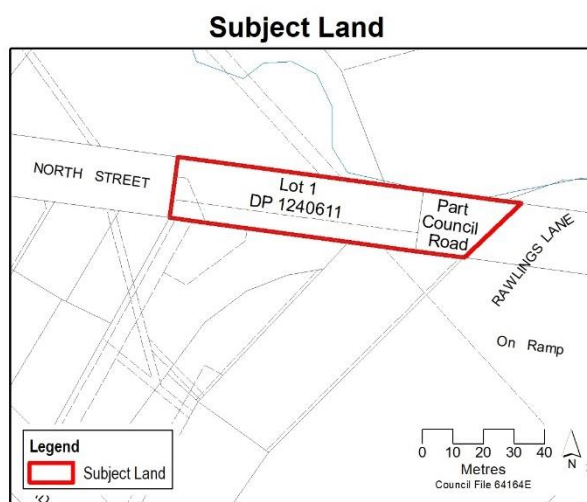 Subject Land
NORTH STREET
Lot 1
DP 1240611
Part
Council
Road
RAWLINGS LANE
On Ramp
Legend
Subject Land
0 10 20 30 40
Metres
Council File 64164E
N